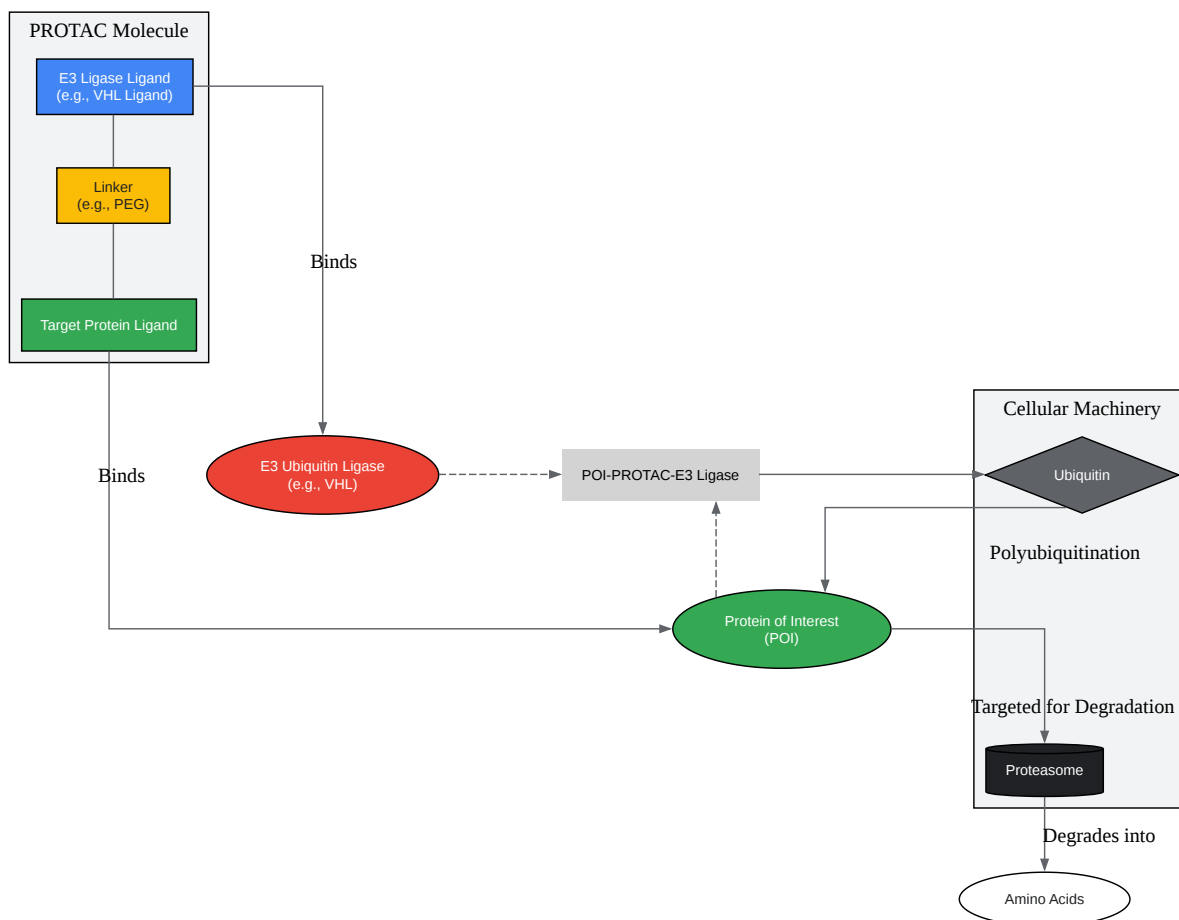 PROTAC Molecule
E3 Ligase Ligand
(e.g., VHL Ligand)
Linker
(e.g., PEG)
Binds
Target Protein Ligand
Cellular Machinery
Binds
E3 Ubiquitin Ligase
(e.g., VHL)
POI-PROTAC-E3 Ligase
Ubiquitin
Polyubiquitination
Protein of Interest
(POI)
Targeted for Degradation
Proteasome
Degrades into
Amino Acids